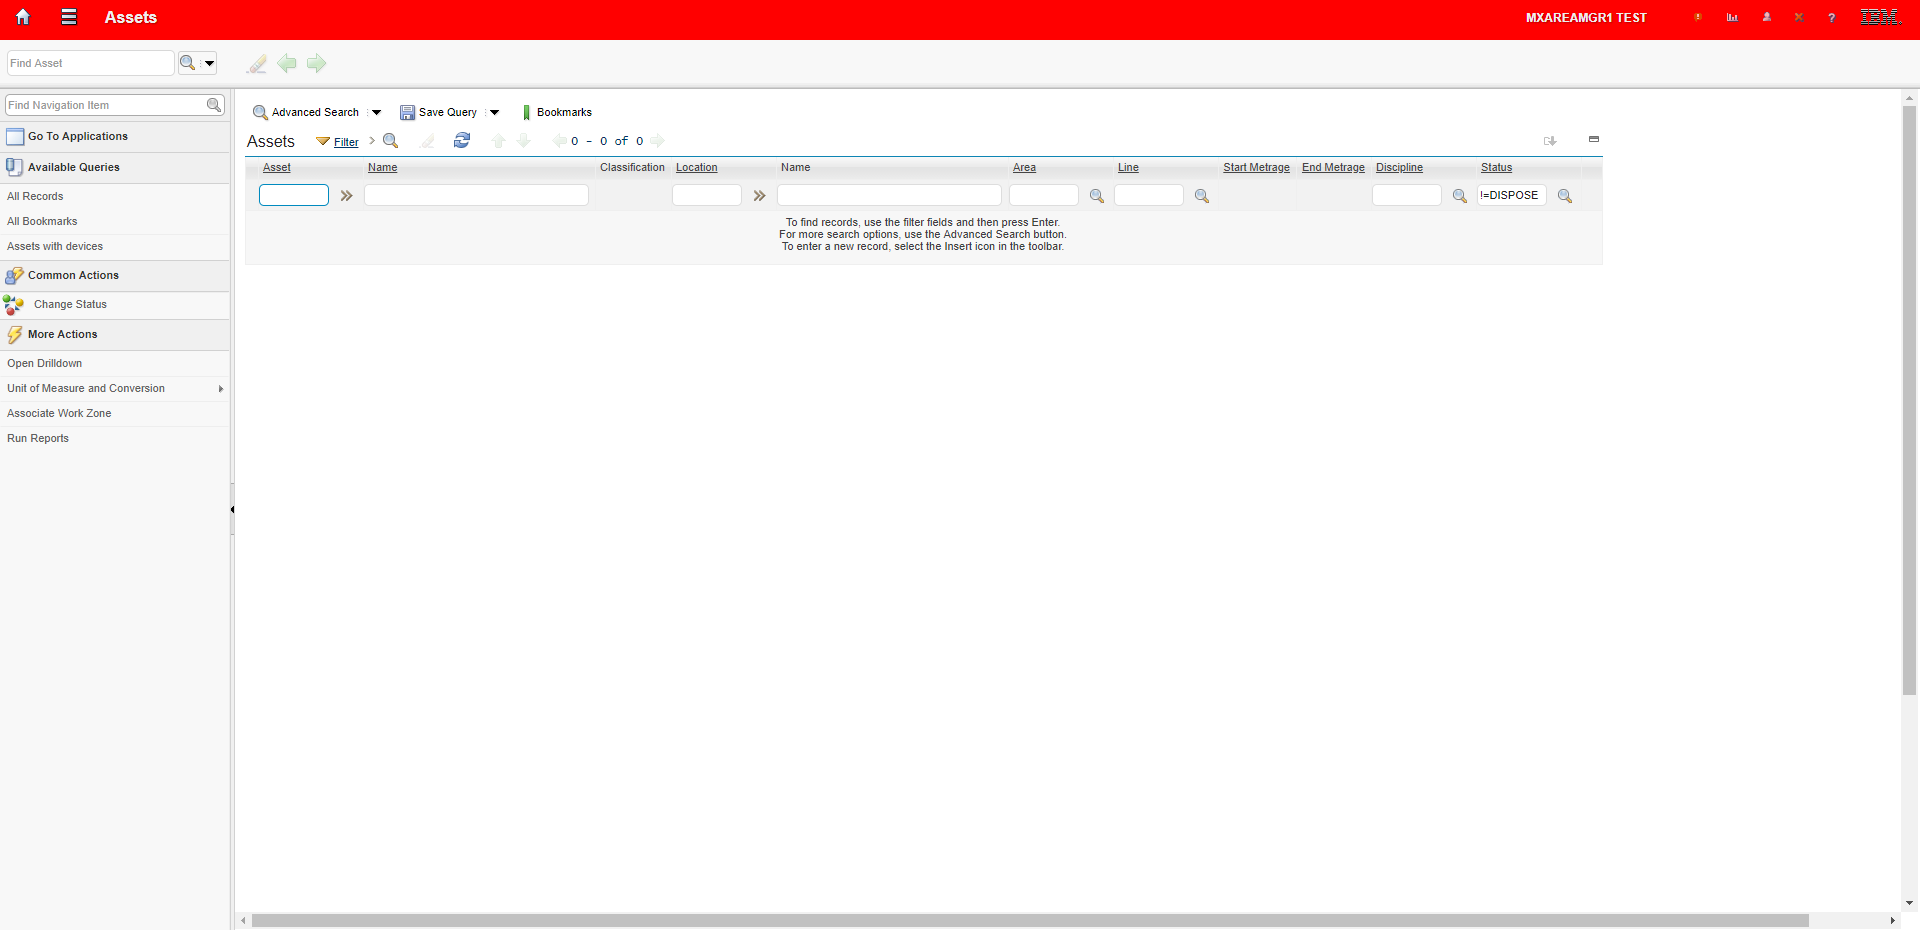 Assets
MXAREAMGR1 TEST
?
IBM.
Find Asset
Find Navigation Item
Go To Applications
Available Queries
All Records
All Bookmarks
Assets with devices
Common Actions
Change Status
More Actions
Open Drilldown
Unit of Measure and Conversion
Associate Work Zone
Run Reports
Advanced Search
Save Query
Bookmarks
Assets
Filter
0 - 0 of 0
Asset Name Classification Location Name Area Line Start Metrage End Metrage Discipline Status
!=DISPOSE
To find records, use the filter fields and then press Enter.
For more search options, use the Advanced Search button.
To enter a new record, select the Insert icon in the toolbar.